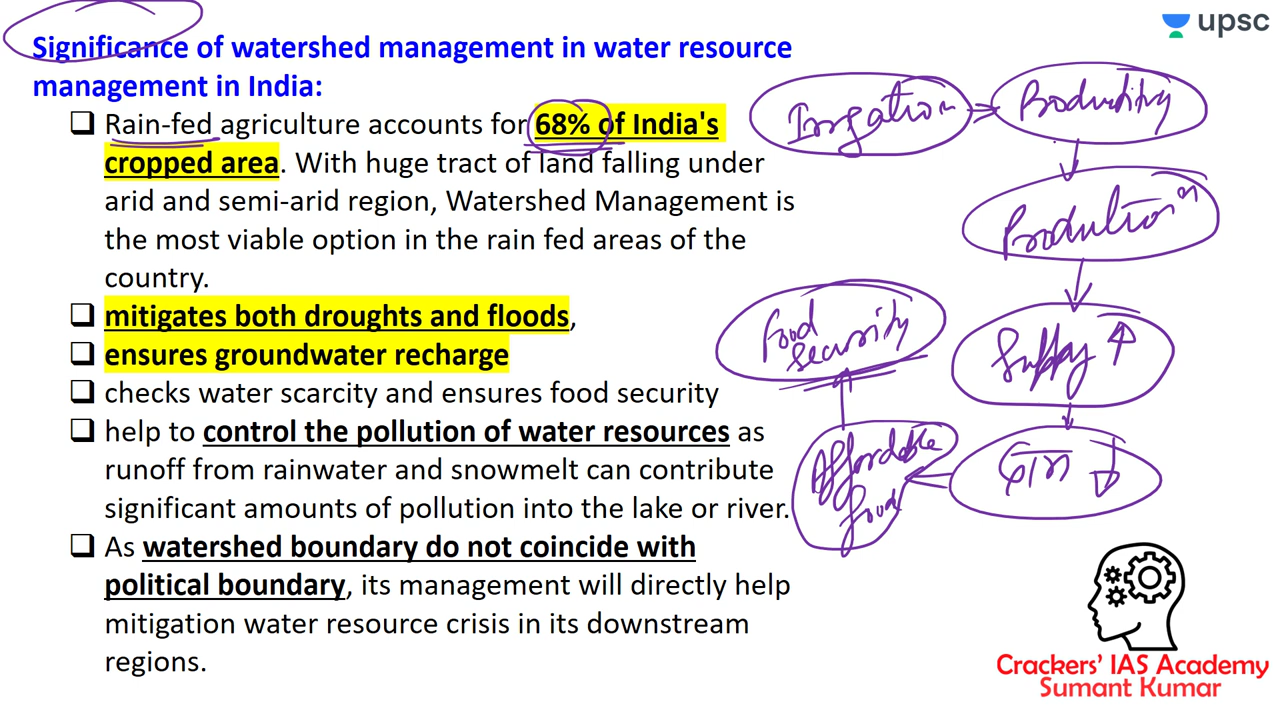 upsc
Significance of watershed management in water resource
management in India:
❑ Rain-fed agriculture accounts for 68% of India's
cropped area. With huge tract of land falling under
arid and semi-arid region, Watershed Management is
the most viable option in the rain fed areas of the
country.
❑ mitigates both droughts and floods,
❑ ensures groundwater recharge
❑ checks water scarcity and ensures food security
❑ help to control the pollution of water resources as
runoff from rainwater and snowmelt can contribute
significant amounts of pollution into the lake or river.
❑ As watershed boundary do not coincide with
political boundary, its management will directly help
mitigation water resource crisis in its downstream
regions.
Irrgation
Productivity
Production
Supply ↑
↓
Affordable
food
Food
security
Crackers' IAS Academy
Sumant Kumar